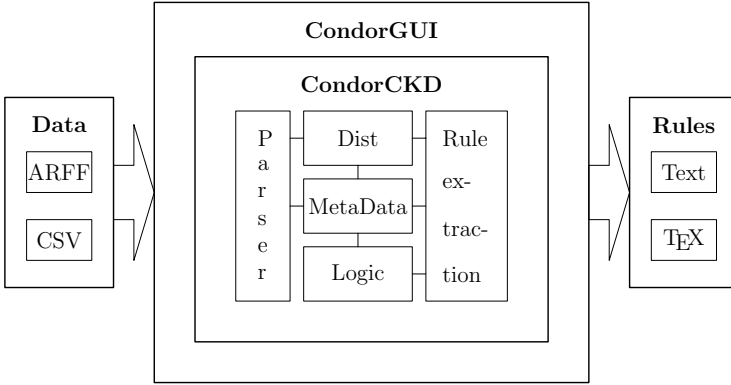 CondorGUI
CondorCKD
Data
ARFF
CSV
P
a
r
s
e
r
Dist
MetaData
Logic
Rule
ex-
trac-
tion
Rules
Text
TEX